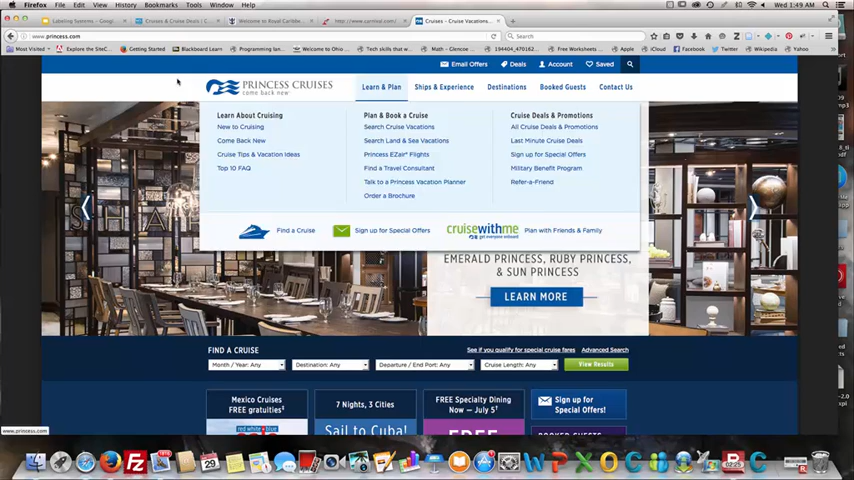 Firefox File Edit View History Bookmarks Tools Window Help
Wed 1:49 AM
Labeling Systems - Googl...
Cruises & Cruise Deals | C...
Welcome to Royal Caribbe...
http://www.carnival.com/
Cruises - Cruise Vacations...
www.princess.com
Search
Most Visited
Explore the SiteC...
Getting Started
Blackboard Learn
Programming lan...
Welcome to Ohio ...
Tech skills that w...
Math - Glencoe ...
194404_407160_...
Free Worksheets
Apple
iCloud
Facebook
Twitter
Wikipedia
Yahoo
Email Offers
Deals
Account
Saved
PRINCESS CRUISES
come back new
Learn & Plan
Ships & Experience
Destinations
Booked Guests
Contact Us
Learn About Cruising
New to Cruising
Come Back New
Cruise Tips & Vacation Ideas
Top 10 FAQ
Plan & Book a Cruise
Search Cruise Vacations
Search Land & Sea Vacations
Princess EZair® Flights
Find a Travel Consultant
Talk to a Princess Vacation Planner
Order a Brochure
Cruise Deals & Promotions
All Cruise Deals & Promotions
Last Minute Cruise Deals
Sign up for Special Offers
Military Benefit Program
Refer-a-Friend
Find a Cruise
Sign up for Special Offers
cruisewithme
get everyone onboard
Plan with Friends & Family
SHA
EMERALD PRINCESS, RUBY PRINCESS,
& SUN PRINCESS
LEARN MORE
FIND A CRUISE
See if you qualify for special cruise fares
Advanced Search
Month / Year: Any
Destination: Any
Departure / End Port: Any
Cruise Length: Any
View Results
Mexico Cruises
FREE gratuities‡
red white & blue
7 Nights, 3 Cities
Sail to Cuba!
FREE Specialty Dining
Now — July 5†
FREE
Sign up for
Special Offers!
BOOKED GUESTS
www.princess.com